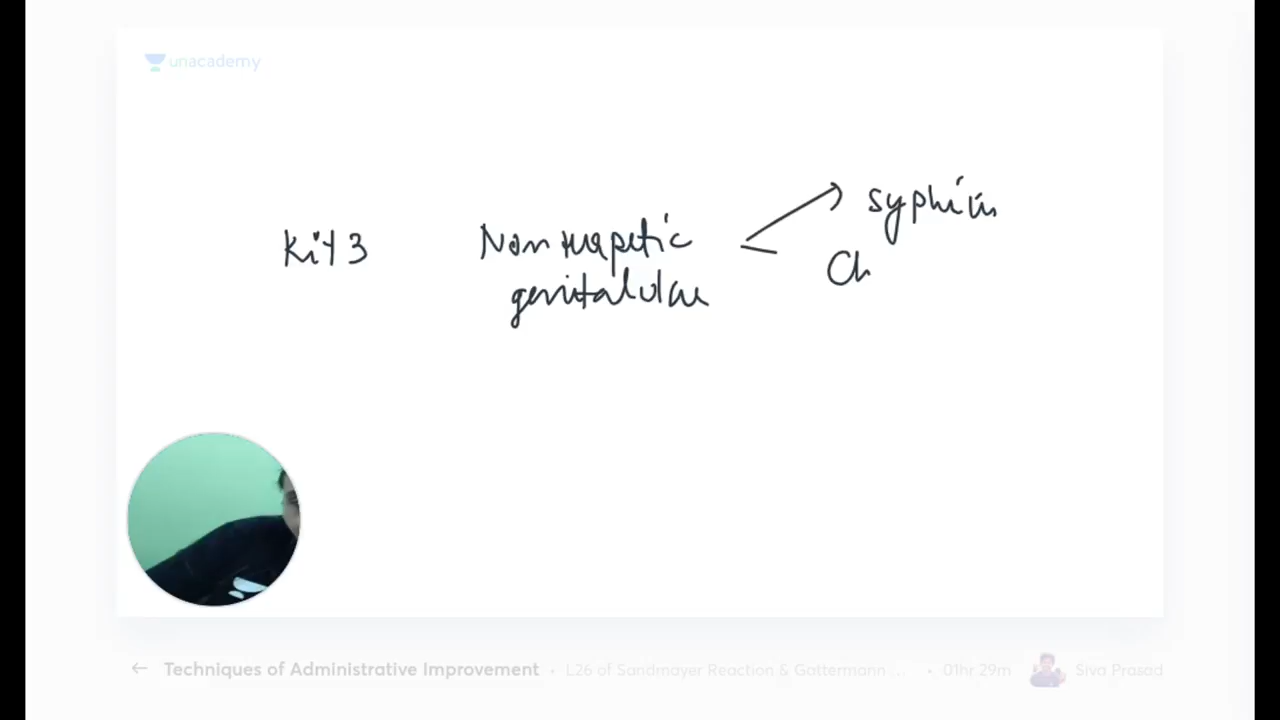 unacademy
syphilis
Kit 3 Non herpetic
genital ulcer
Ch
← Techniques of Administrative Improvement • L26 of Sandmayer Reaction & Gattermann ... • 01hr 29m Siva Prasad